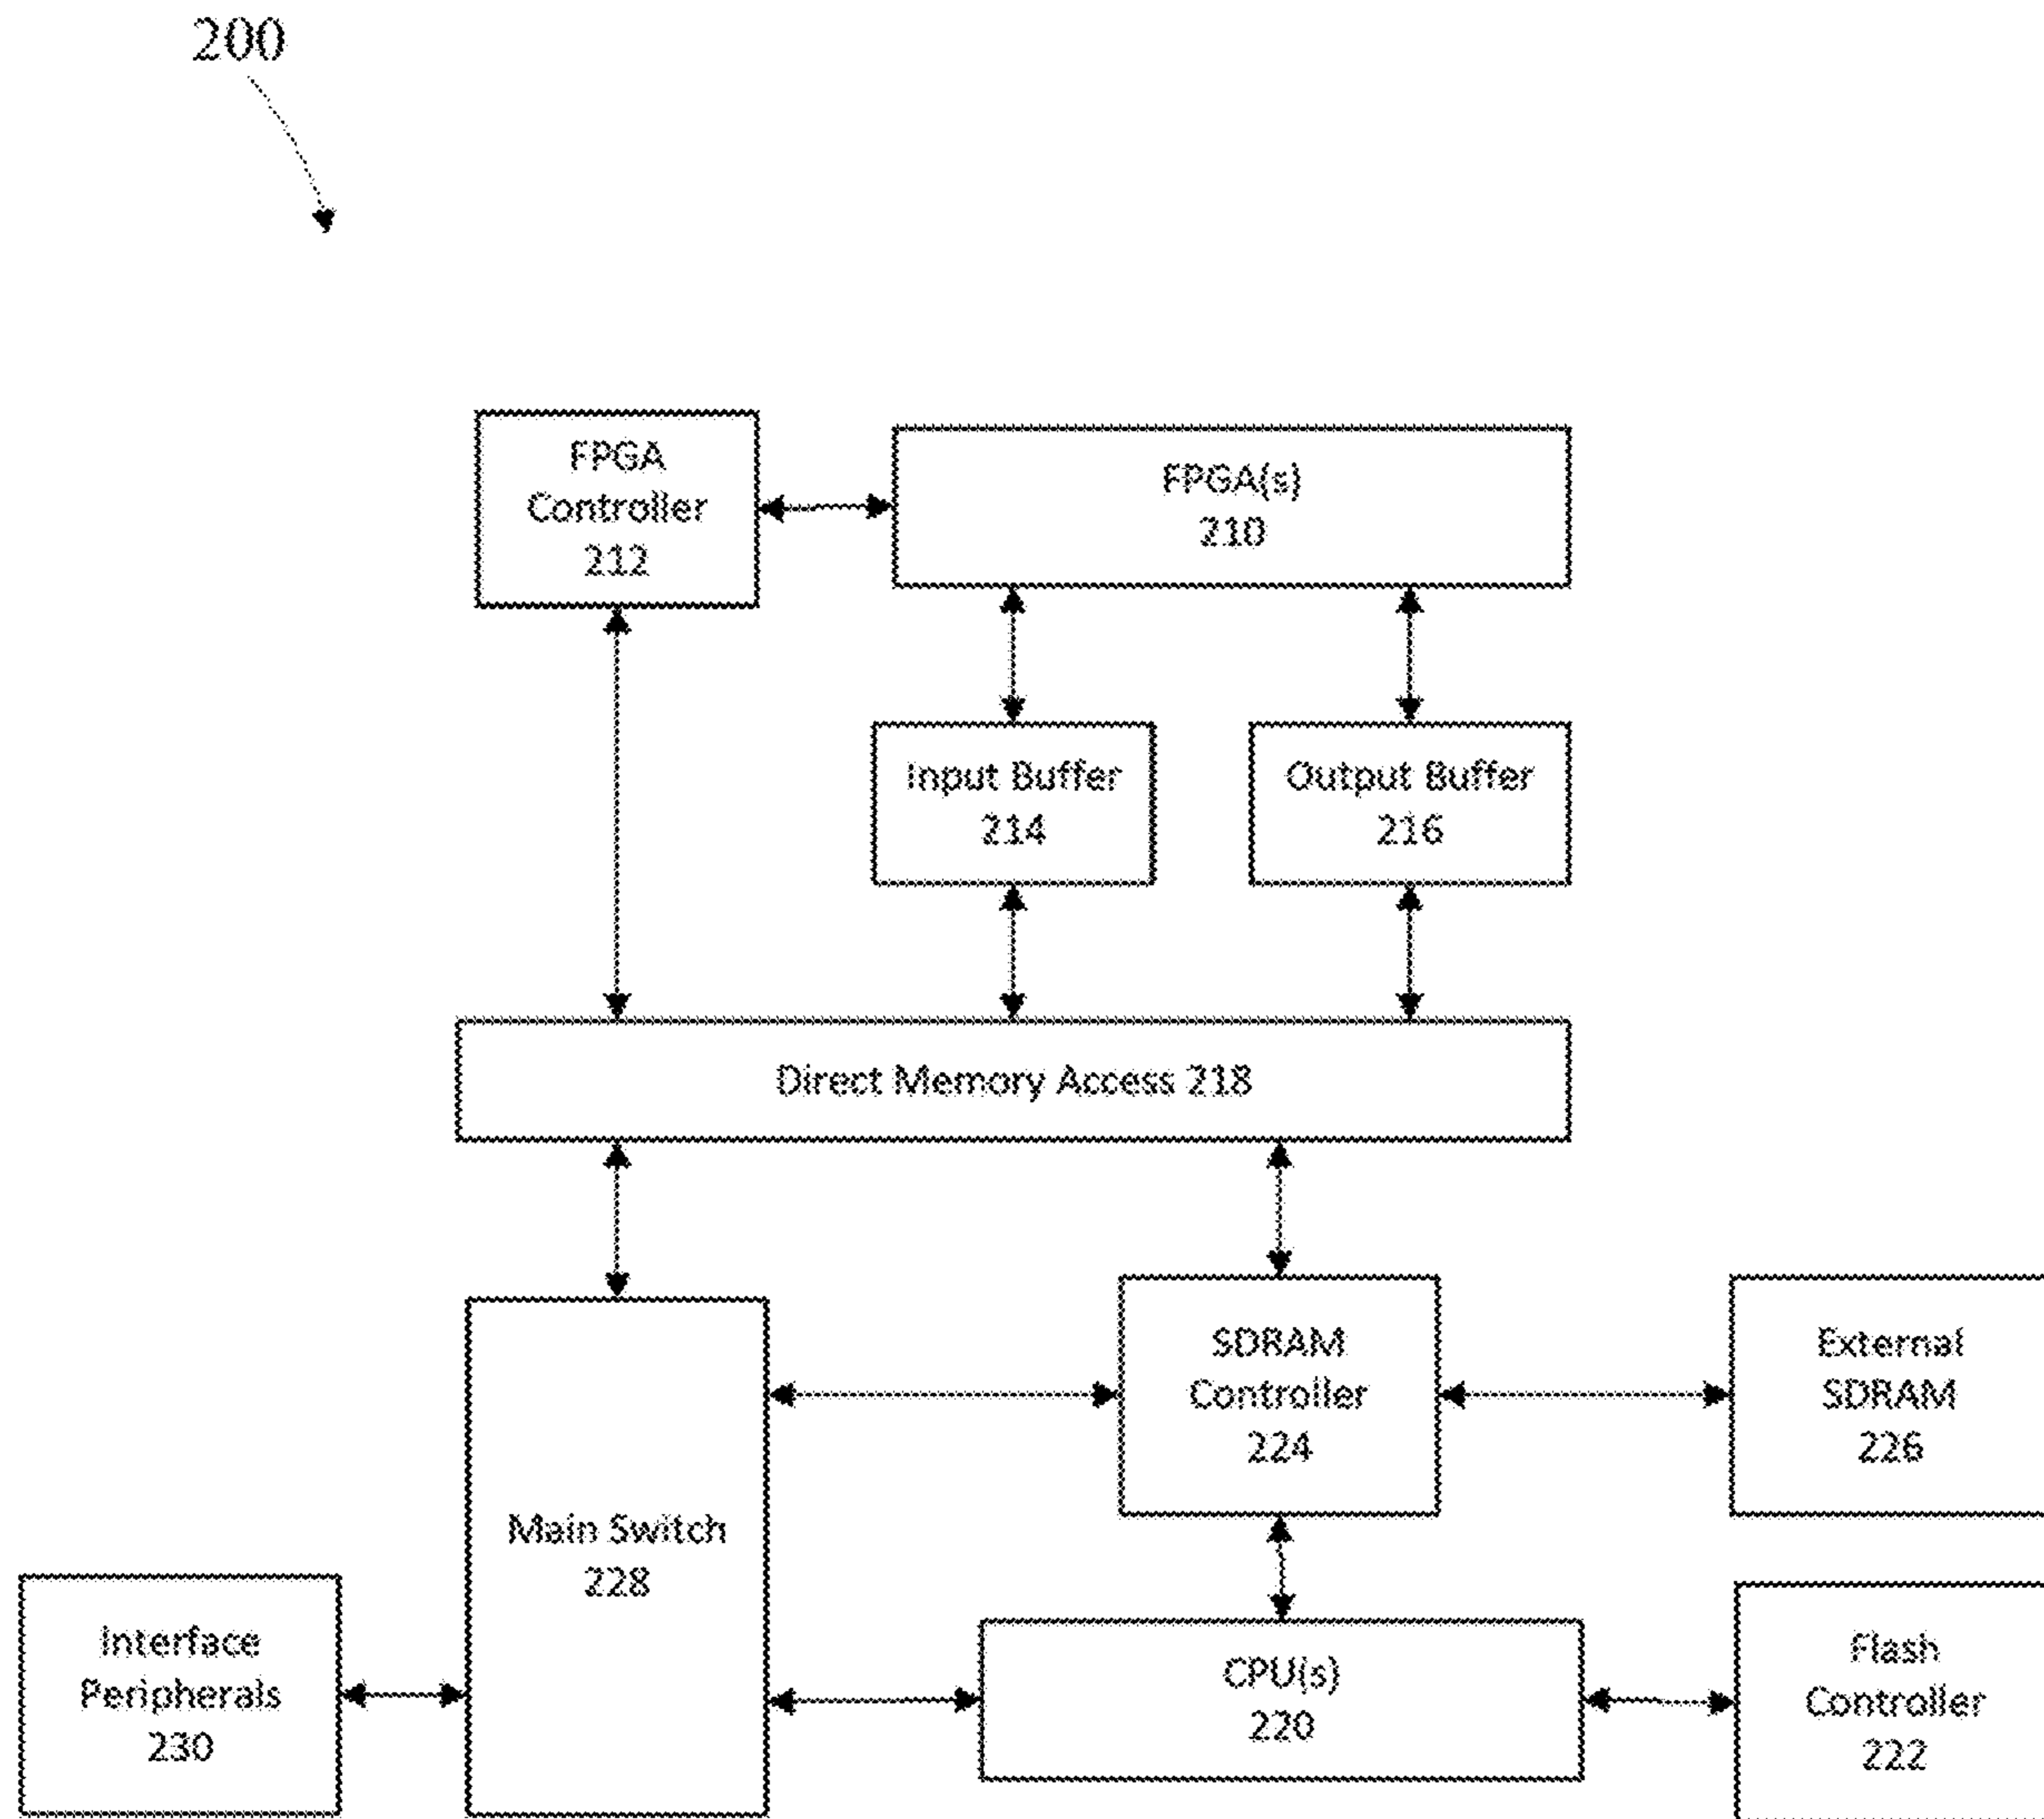 200
FPGA
Controller
212
FPGA(s)
210
Input Buffer
214
Output Buffer
216
Direct Memory Access 218
SDRAM
Controller
224
External
SDRAM
226
Main Switch
228
Interface
Peripherals
230
CPU(s)
220
Flash
Controller
222